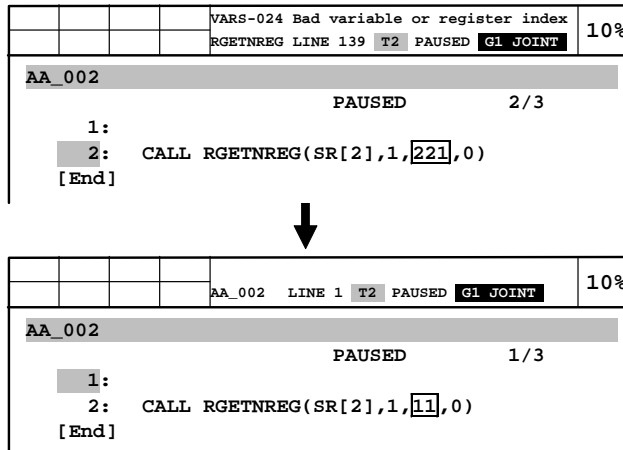 VARS-024 Bad variable or register index
RGETNREG LINE 139 T2 PAUSED G1 JOINT 10%
AA_002
PAUSED 2/3
1:
2: CALL RGETNREG(SR[2],1,221,0)
[End]
AA_002 LINE 1 T2 PAUSED G1 JOINT 10%
AA_002
PAUSED 1/3
1:
2: CALL RGETNREG(SR[2],1,11,0)
[End]